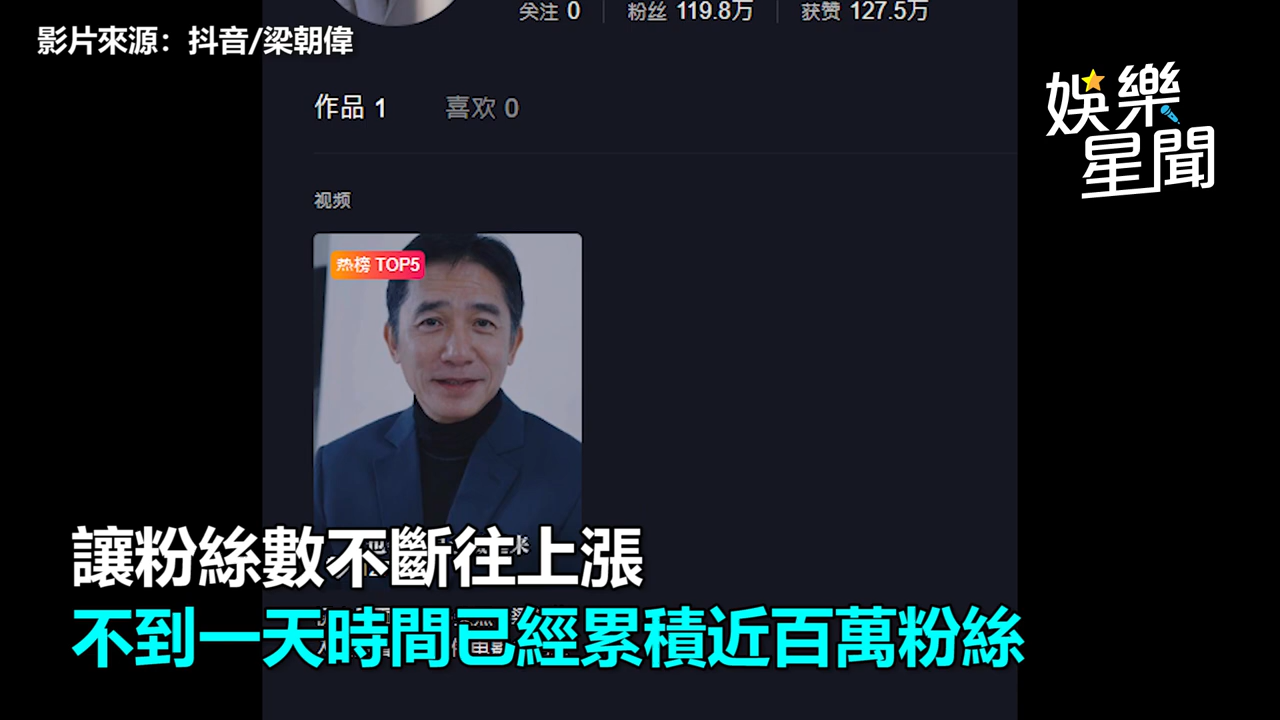 影片來源：抖音/梁朝偉
关注 0 粉丝 119.8万 获赞 127.5万
娛樂
星聞
作品 1 喜欢 0
视频
热榜 TOP5
讓粉絲數不斷往上漲
不到一天時間已經累積近百萬粉絲